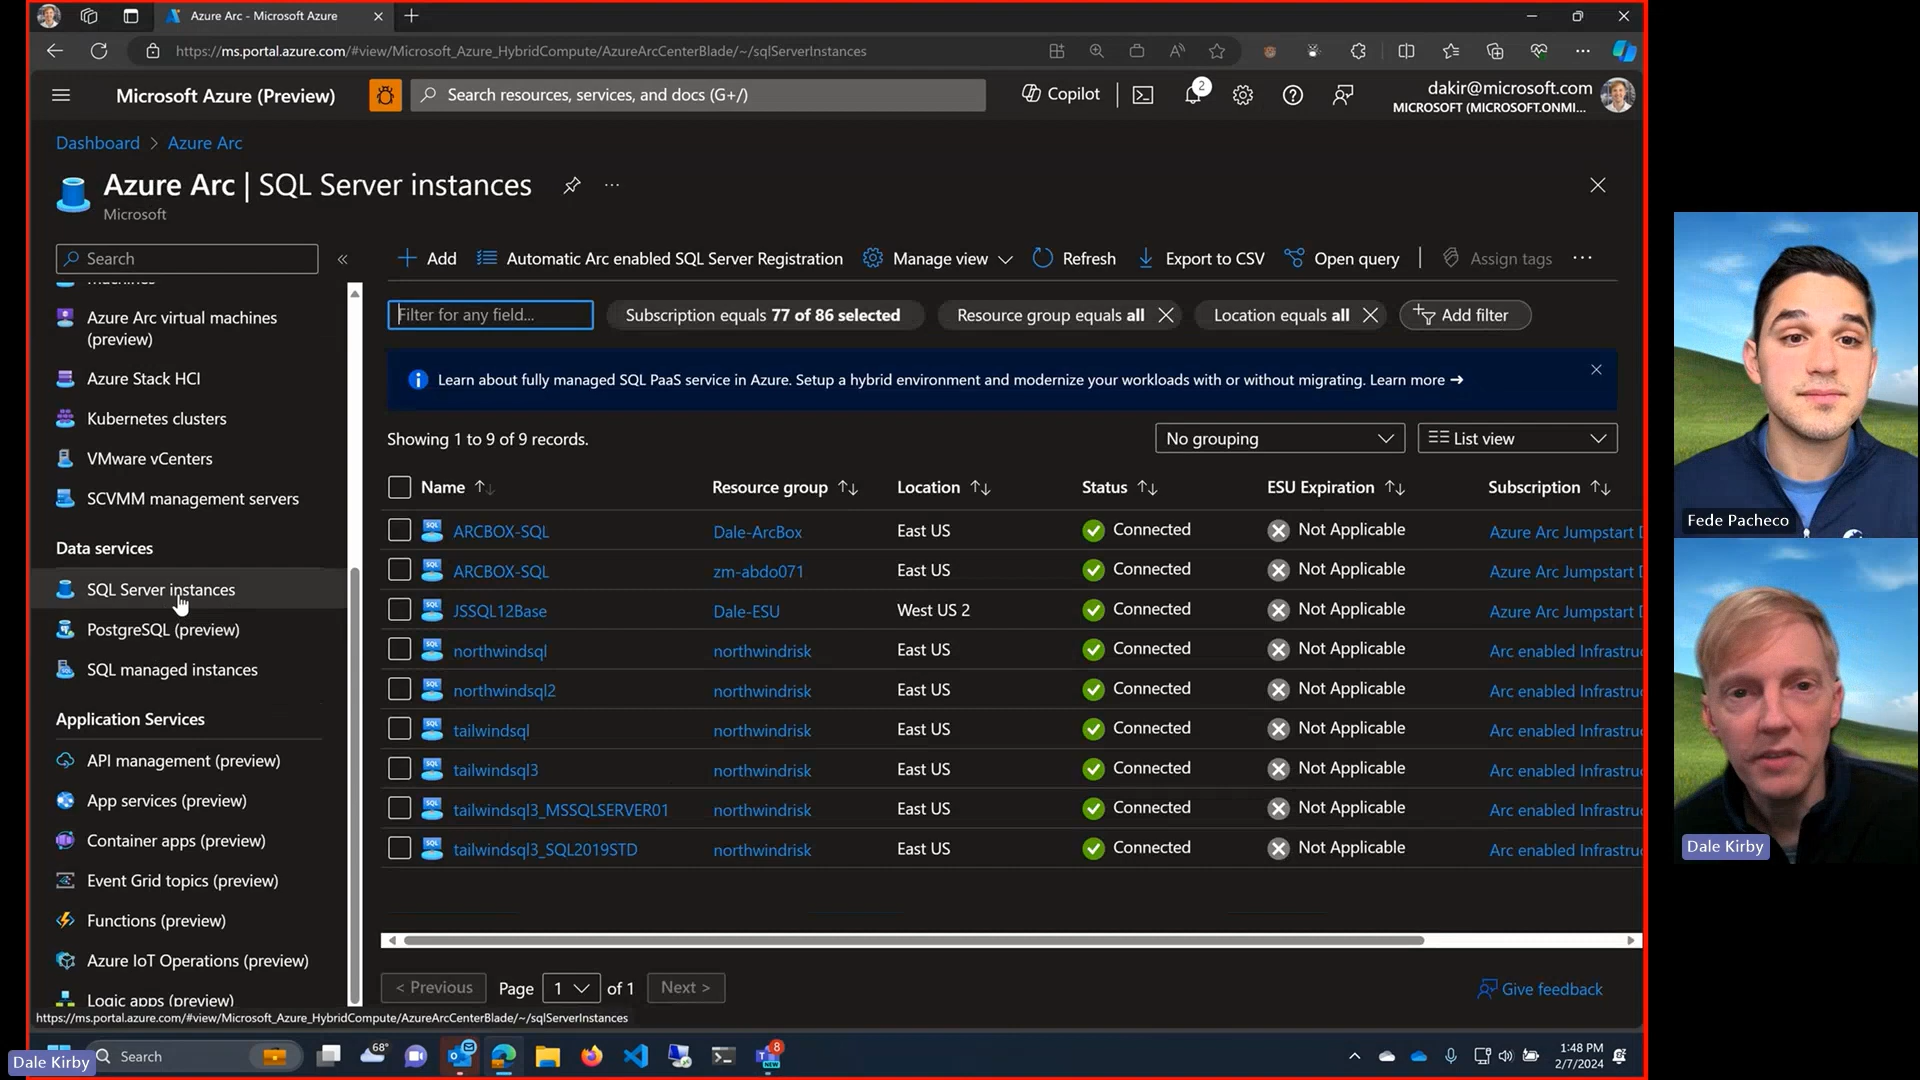 Azure Arc - Microsoft Azure
https://ms.portal.azure.com/#view/Microsoft_Azure_HybridCompute/AzureArcCenterBlade/~/sqlServerInstances
Microsoft Azure (Preview)
Search resources, services, and docs (G+/)
Copilot
2
dakir@microsoft.com
MICROSOFT (MICROSOFT.ONMI...
Dashboard > Azure Arc
Azure Arc | SQL Server instances
Microsoft
Search
Add
Automatic Arc enabled SQL Server Registration
Manage view
Refresh
Export to CSV
Open query
Assign tags
Filter for any field...
Subscription equals 77 of 86 selected
Resource group equals all
Location equals all
Add filter
Learn about fully managed SQL PaaS service in Azure. Setup a hybrid environment and modernize your workloads with or without migrating. Learn more →
Showing 1 to 9 of 9 records.
No grouping
List view
machines
Azure Arc virtual machines
(preview)
Azure Stack HCI
Kubernetes clusters
VMware vCenters
SCVMM management servers
Data services
SQL Server instances
PostgreSQL (preview)
SQL managed instances
Application Services
API management (preview)
App services (preview)
Container apps (preview)
Event Grid topics (preview)
Functions (preview)
Azure IoT Operations (preview)
Logic apps (preview)
Name Resource group Location Status ESU Expiration Subscription
ARCBOX-SQL Dale-ArcBox East US Connected Not Applicable Azure Arc Jumpstart D
ARCBOX-SQL zm-abdo071 East US Connected Not Applicable Azure Arc Jumpstart D
JSSQL12Base Dale-ESU West US 2 Connected Not Applicable Azure Arc Jumpstart D
northwindsql northwindrisk East US Connected Not Applicable Arc enabled Infrastruc
northwindsql2 northwindrisk East US Connected Not Applicable Arc enabled Infrastruc
tailwindsql northwindrisk East US Connected Not Applicable Arc enabled Infrastruc
tailwindsql3 northwindrisk East US Connected Not Applicable Arc enabled Infrastruc
tailwindsql3_MSSQLSERVER01 northwindrisk East US Connected Not Applicable Arc enabled Infrastruc
tailwindsql3_SQL2019STD northwindrisk East US Connected Not Applicable Arc enabled Infrastruc
< Previous
Page 1 of 1
Next >
Give feedback
https://ms.portal.azure.com/#view/Microsoft_Azure_HybridCompute/AzureArcCenterBlade/~/sqlServerInstances
Dale Kirby
Search
68°
8
NEW
1:48 PM
2/7/2024
Fede Pacheco
Dale Kirby